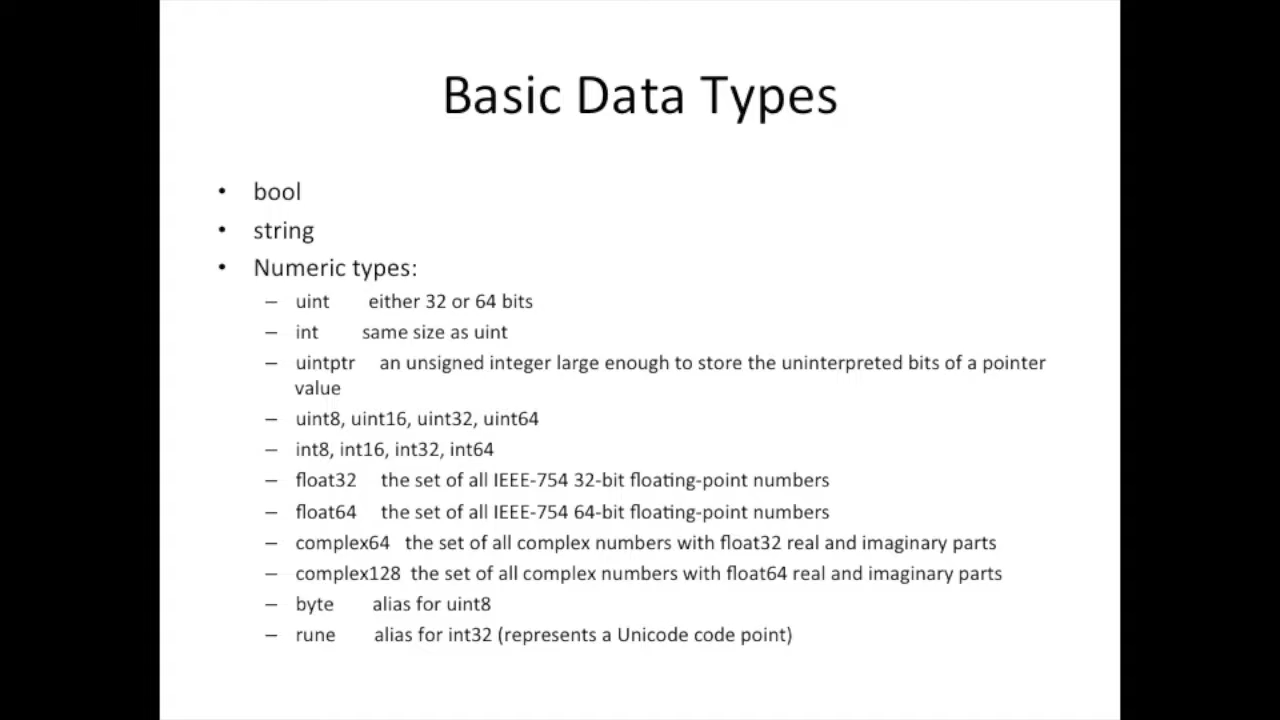 Basic Data Types
• bool
• string
• Numeric types:
– uint either 32 or 64 bits
– int same size as uint
– uintptr an unsigned integer large enough to store the uninterpreted bits of a pointer
value
– uint8, uint16, uint32, uint64
– int8, int16, int32, int64
– float32 the set of all IEEE-754 32-bit floating-point numbers
– float64 the set of all IEEE-754 64-bit floating-point numbers
– complex64 the set of all complex numbers with float32 real and imaginary parts
– complex128 the set of all complex numbers with float64 real and imaginary parts
– byte alias for uint8
– rune alias for int32 (represents a Unicode code point)